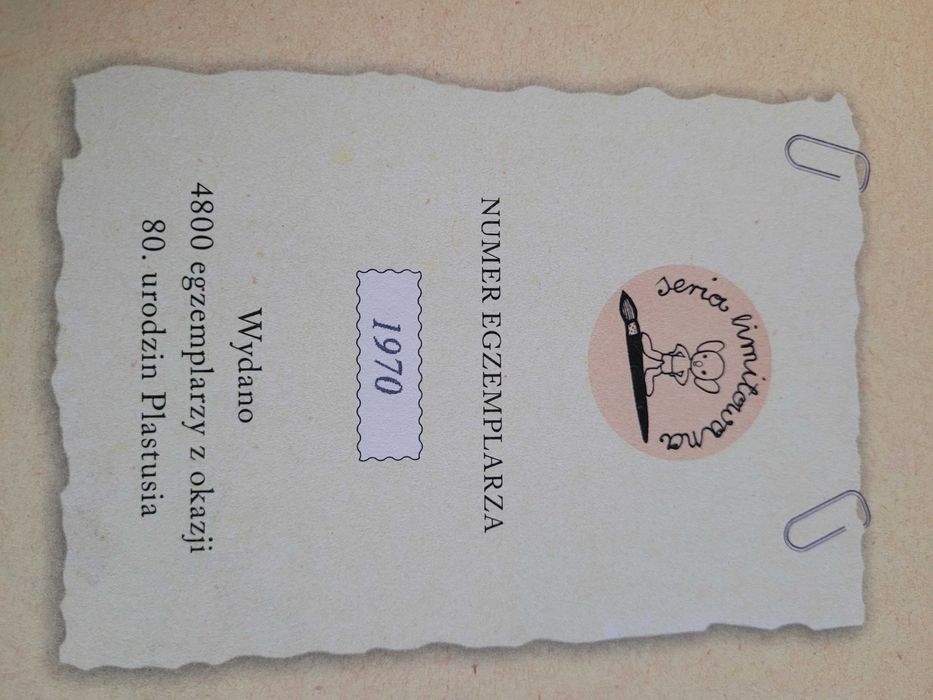 seria limitowana
NUMER EGZEMPLARZA
1970
Wydano
4800 egzemplarzy z okazji
80. urodzin Plastusia